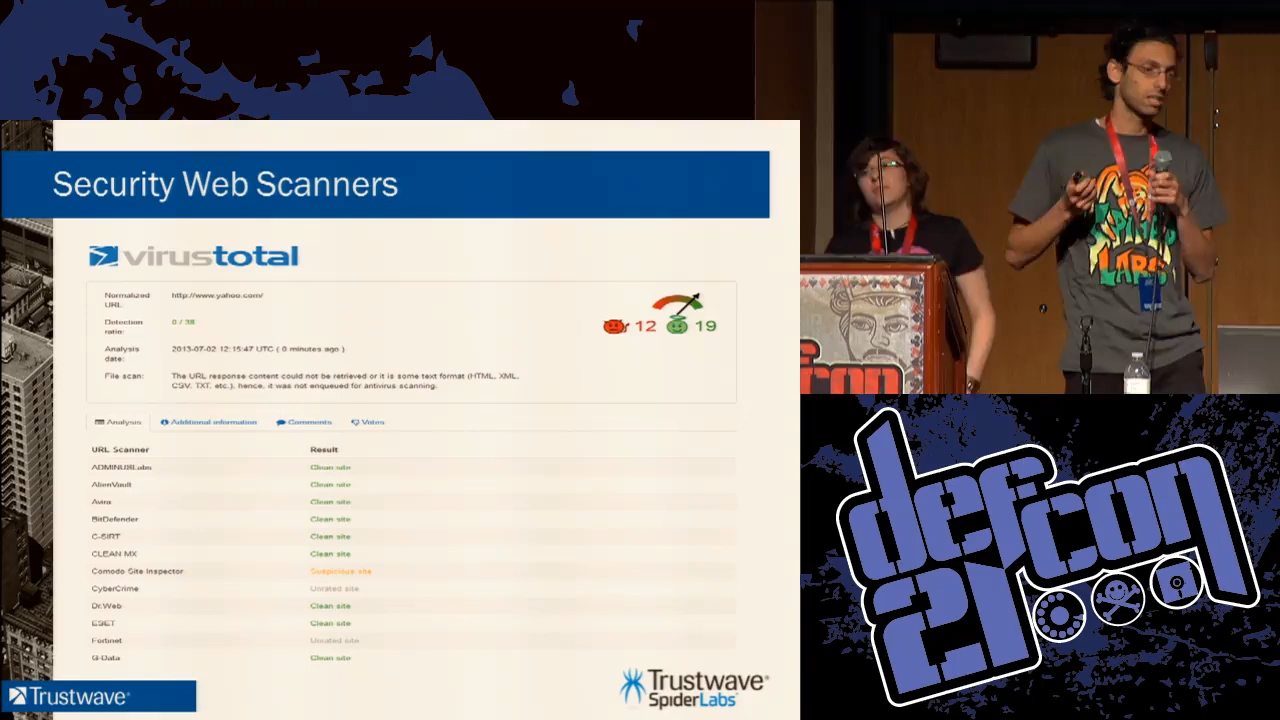 Security Web Scanners
virustotal
Normalized URL: http://www.yahoo.com/
Detection ratio: 0 / 38
12 19
Analysis date: 2013-07-02 12:15:47 UTC ( 0 minutes ago )
File scan: The URL response content could not be retrieved or it is some text format (HTML, XML,
CSV, TXT, etc.), hence, it was not enqueued for antivirus scanning.
Analysis Additional information Comments Votes
URL Scanner Result
ADMINUSLabs Clean site
AlienVault Clean site
Avira Clean site
BitDefender Clean site
C-SIRT Clean site
CLEAN MX Clean site
Comodo Site Inspector Suspicious site
CyberCrime Unrated site
Dr.Web Clean site
ESET Clean site
Fortinet Unrated site
G-Data Clean site
Trustwave®
Trustwave®
SpiderLabs
SPIDER
LABS
defcon
21